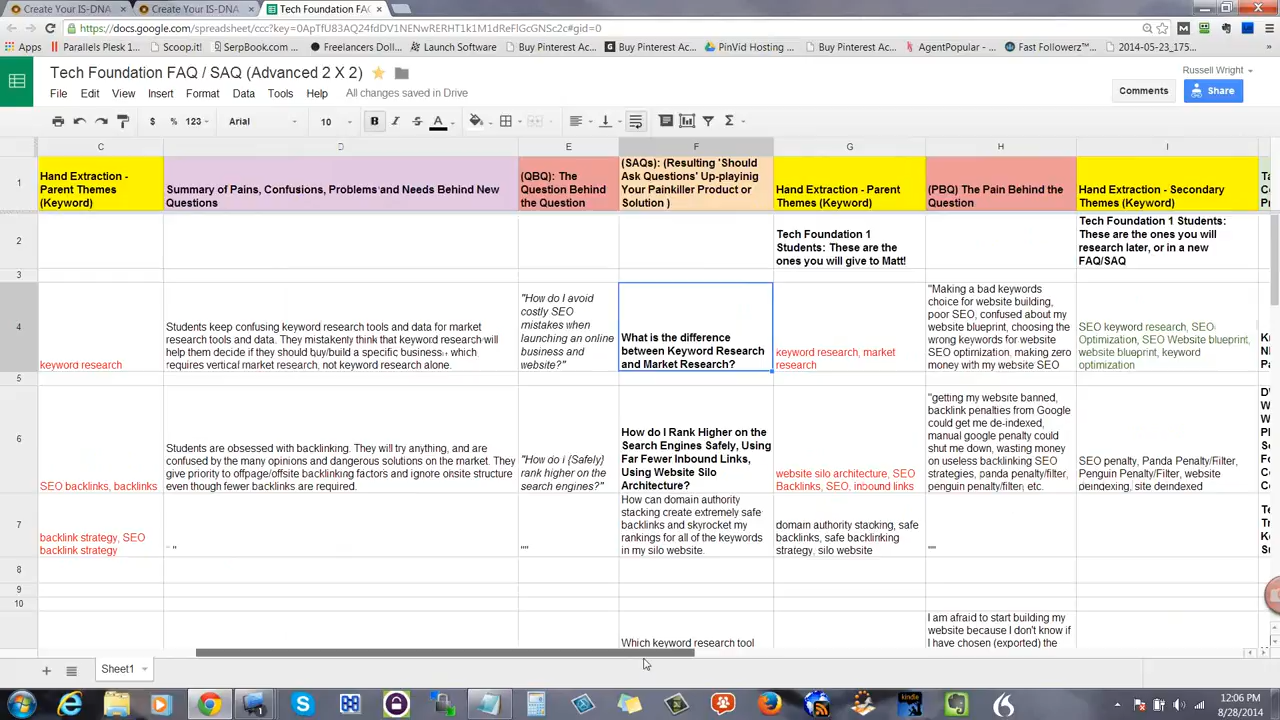 Create Your IS-DNA
Create Your IS-DNA
Tech Foundation FAQ
https://docs.google.com/spreadsheet/ccc?key=0ApTfU83AQ24fdDV1NENwRERHT1k1M1dReFlGcGNSc2c#gid=0
Apps
Parallels Plesk 1
Scoop.it!
SerpBook.com
Freelancers Doll...
Launch Software
Buy Pinterest Acc...
Buy Pinterest Acc...
PinVid Hosting ...
Buy Pinterest Acc...
AgentPopular - ...
Fast Followerz™...
2014-05-23_175...
Tech Foundation FAQ / SAQ (Advanced 2 X 2)
Russell Wright
File Edit View Insert Format Data Tools Help All changes saved in Drive
Comments
Share
$ % 123 Arial 10 B I S A Σ
C D E F G H I
1
Hand Extraction -
Parent Themes
(Keyword)
Summary of Pains, Confusions, Problems and Needs Behind New
Questions
(QBQ): The
Question Behind
the Question
(SAQs): (Resulting 'Should
Ask Questions' Up-playing
Your Painkiller Product or
Solution )
Hand Extraction - Parent
Themes (Keyword)
(PBQ) The Pain Behind the
Question
Hand Extraction - Secondary
Themes (Keyword)
2
Tech Foundation 1
Students: These are the
ones you will give to Matt!
Tech Foundation 1 Students:
These are the ones you will
research later, or in a new
FAQ/SAQ
3
4
keyword research
Students keep confusing keyword research tools and data for market
research tools and data. They mistakenly think that keyword research will
help them decide if they should buy/build a specific business, which
requires vertical market research, not keyword research alone.
"How do I avoid
costly SEO
mistakes when
launching an online
business and
website?"
What is the difference
between Keyword Research
and Market Research?
keyword research, market
research
"Making a bad keywords
choice for website building,
poor SEO, confused about my
website blueprint, choosing the
wrong keywords for website
SEO optimization, making zero
money with my website SEO
SEO keyword research, SEO
Optimization, SEO Website blueprint,
website blueprint, keyword
optimization
5
6
SEO backlinks, backlinks
Students are obsessed with backlinking. They will try anything, and are
confused by the many opinions and dangerous solutions on the market. They
give priority to offpage/offsite backlinking factors and ignore onsite structure
even though fewer backlinks are required.
"How do i {Safely}
rank higher on the
search engines?"
How do I Rank Higher on the
Search Engines Safely, Using
Far Fewer Inbound Links,
Using Website Silo
Architecture?
website silo architecture, SEO
Backlinks, SEO, inbound links
"getting my website banned,
backlink penalties from Google
could get me de-indexed,
manual google penalty could
shut me down, wasting money
on useless backlinking SEO
strategies, panda penalty/filter,
penguin penalty/filter, etc.
SEO penalty, Panda Penalty/Filter,
Penguin Penalty/Filter, website
deindexing, site deindexed
7
backlink strategy, SEO
backlink strategy
" "
""
How can domain authority
stacking create extremely safe
backlinks and skyrocket my
rankings for all of the keywords
in my silo website.
domain authority stacking, safe
backlinks, safe backlinking
strategy, silo website
""
8
9
10
Which keyword research tool
I am afraid to start building my
website because I don't know if
I have chosen (exported) the
Sheet1
12:06 PM
8/28/2014